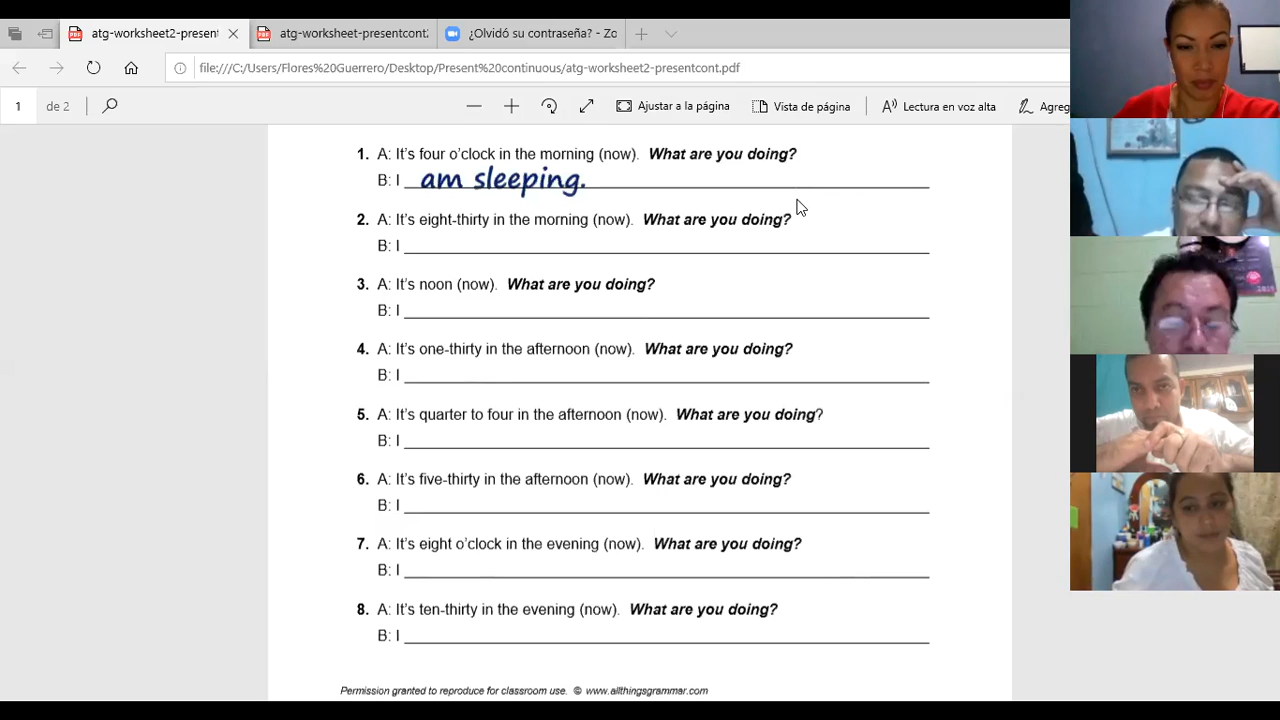 atg-worksheet2-present
atg-worksheet-presentcont2
¿Olvidó su contraseña? - Zo
file:///C:/Users/Flores%20Guerrero/Desktop/Present%20continuous/atg-worksheet2-presentcont.pdf
1 de 2
Ajustar a la página
Vista de página
Lectura en voz alta
Agreg
1. A: It's four o'clock in the morning (now). What are you doing?
B: I am sleeping.
2. A: It's eight-thirty in the morning (now). What are you doing?
B: I
3. A: It's noon (now). What are you doing?
B: I
4. A: It's one-thirty in the afternoon (now). What are you doing?
B: I
5. A: It's quarter to four in the afternoon (now). What are you doing?
B: I
6. A: It's five-thirty in the afternoon (now). What are you doing?
B: I
7. A: It's eight o'clock in the evening (now). What are you doing?
B: I
8. A: It's ten-thirty in the evening (now). What are you doing?
B: I
Permission granted to reproduce for classroom use. © www.allthingsgrammar.com